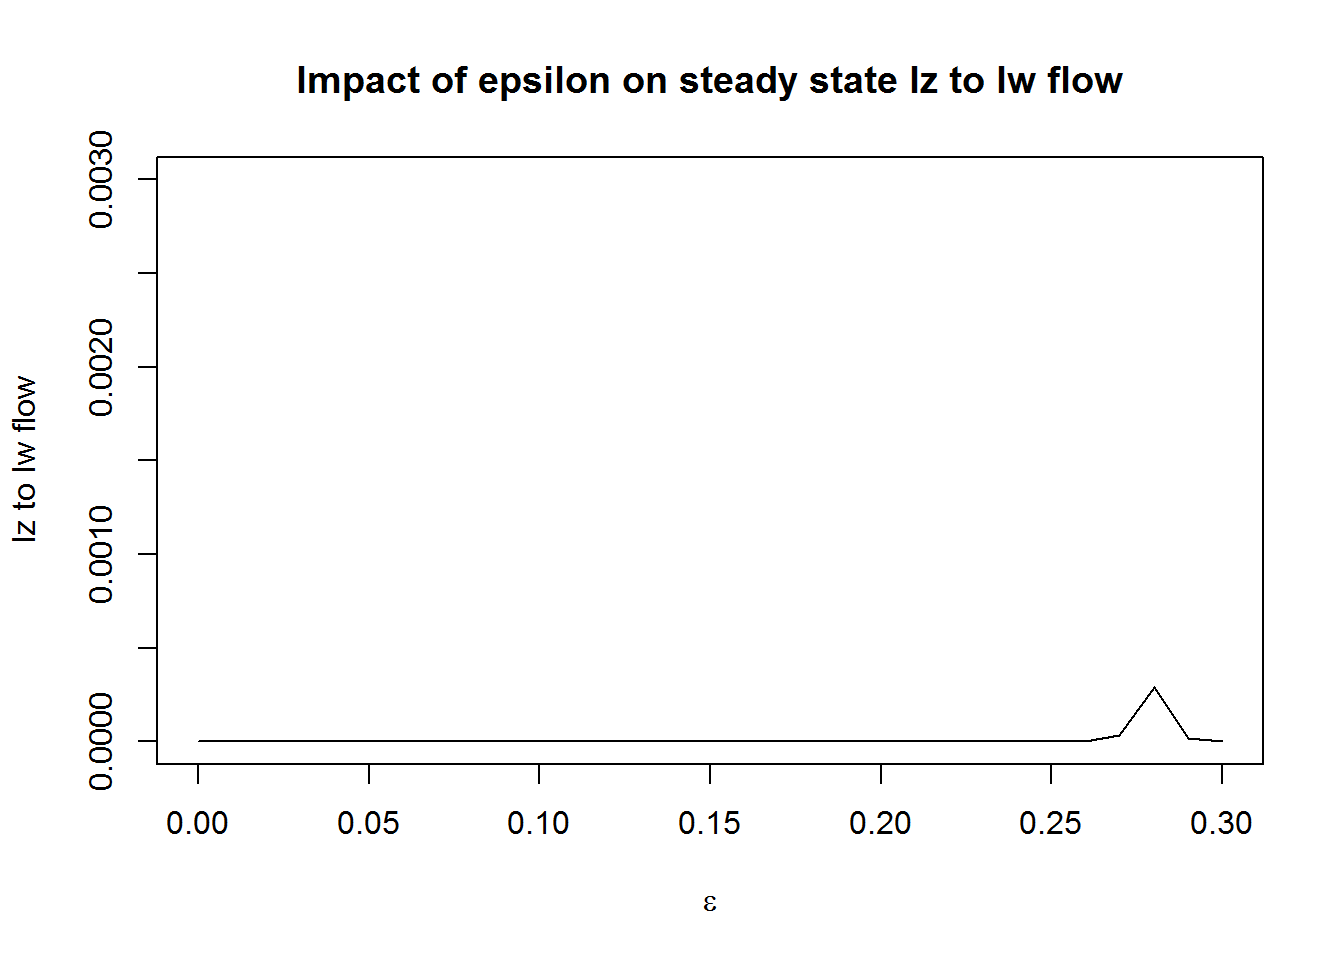 Impact of epsilon on steady state Iz to Iw flow
Iz to Iw flow
0.0030
0.0020
0.0010
0.0000
0.00 0.05 0.10 0.15 0.20 0.25 0.30
ε